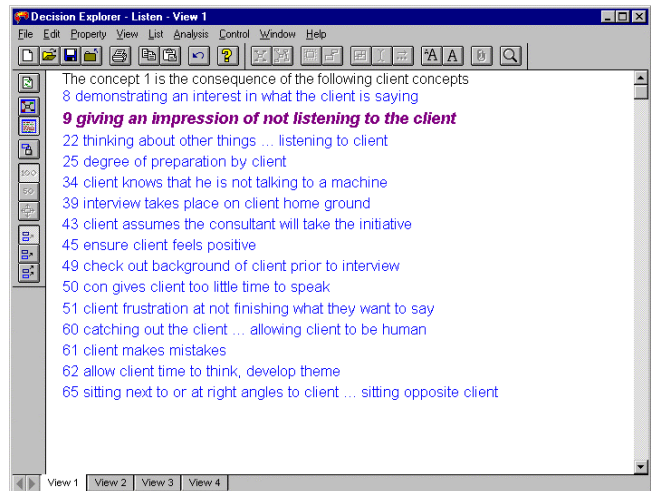 Decision Explorer - Listen - View 1
File Edit Property View List Analysis Control Window Help
The concept 1 is the consequence of the following client concepts
8 demonstrating an interest in what the client is saying
9 giving an impression of not listening to the client
22 thinking about other things ... listening to client
25 degree of preparation by client
34 client knows that he is not talking to a machine
39 interview takes place on client home ground
43 client assumes the consultant will take the initiative
45 ensure client feels positive
49 check out background of client prior to interview
50 con gives client too little time to speak
51 client frustration at not finishing what they want to say
60 catching out the client ... allowing client to be human
61 client makes mistakes
62 allow client time to think, develop theme
65 sitting next to or at right angles to client ... sitting opposite client
100
50
View 1 View 2 View 3 View 4